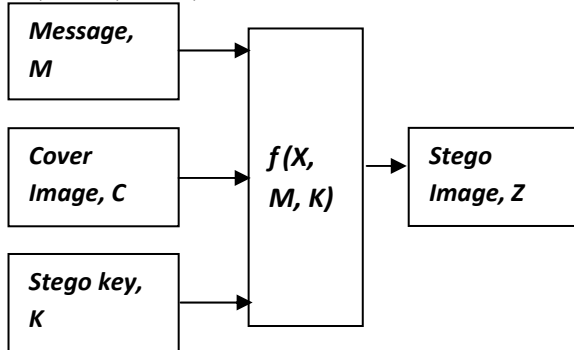 Message,
M
Cover
Image, C
Stego key,
K
f(X,
M, K)
Stego
Image, Z